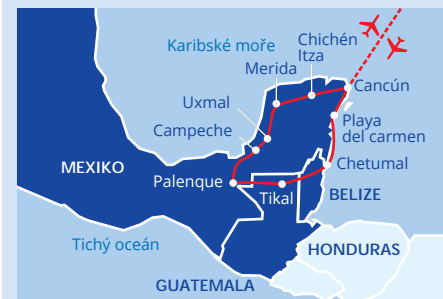 Karibské moře
Chichén
Itza
Merida
Cancún
Uxmal
Playa
del carmen
Campeche
Chetumal
MEXIKO
Palenque
Tikal
BELIZE
Tichý oceán
HONDURAS
GUATEMALA